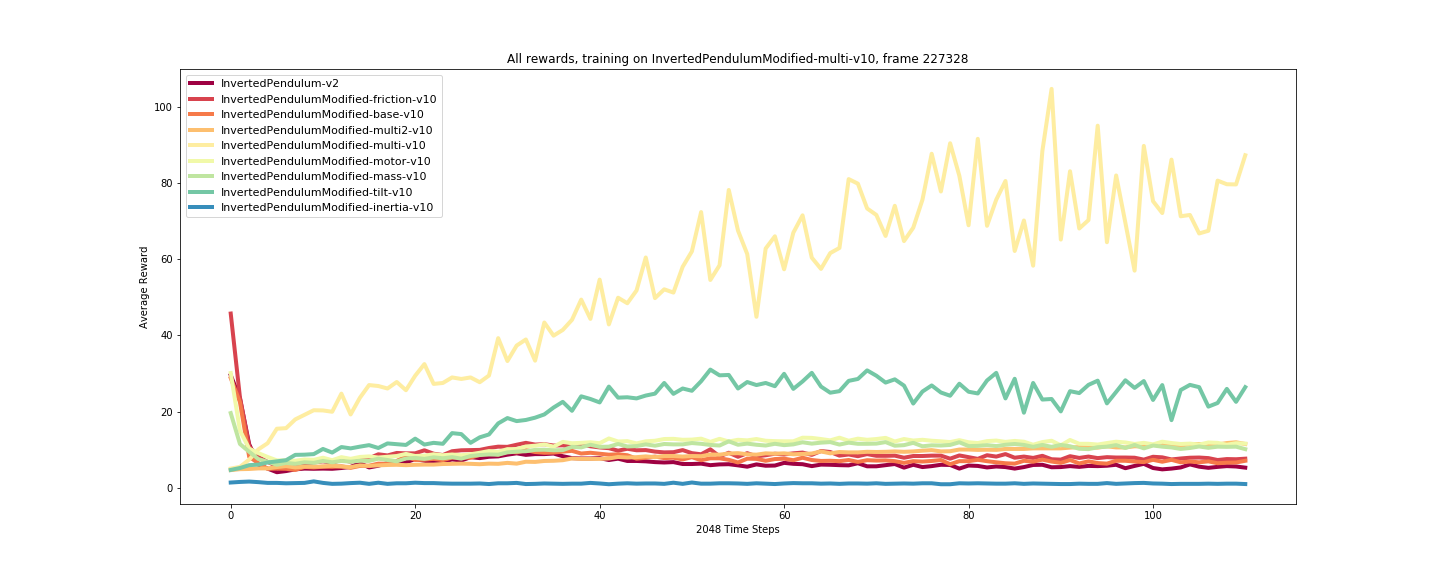 All rewards, training on InvertedPendulumModified-multi-v10, frame 227328
InvertedPendulum-v2
InvertedPendulumModified-friction-v10
InvertedPendulumModified-base-v10
InvertedPendulumModified-multi2-v10
InvertedPendulumModified-multi-v10
InvertedPendulumModified-motor-v10
InvertedPendulumModified-mass-v10
InvertedPendulumModified-tilt-v10
InvertedPendulumModified-inertia-v10
Average Reward
100
80
60
40
20
0
0 20 40 60 80 100
2048 Time Steps